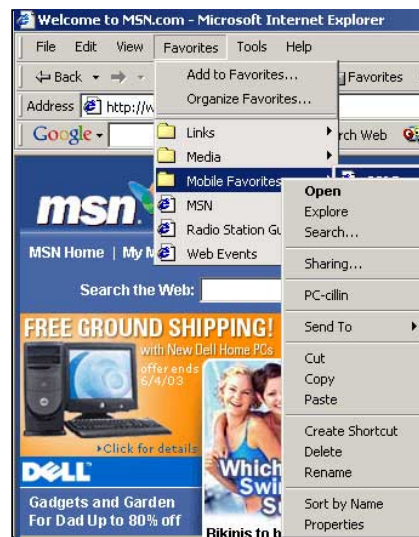 Welcome to MSN.com - Microsoft Internet Explorer
File Edit View Favorites Tools Help
Back
Favorites
Add to Favorites...
Organize Favorites...
Address http://w
Google
rch Web
Links
Media
Mobile Favorites
MSN
Radio Station Gu
Web Events
msn
MSN Home | My M
Search the Web:
Open
Explore
Search...
Sharing...
PC-cillin
Send To
Cut
Copy
Paste
Create Shortcut
Delete
Rename
Sort by Name
Properties
FREE GROUND SHIPPING!
with New Dell Home PCs
offer ends
6/4/03
Click for details
DELL
Gadgets and Garden
For Dad Up to 80% off
Which
Swi
Su
Bikinis to h